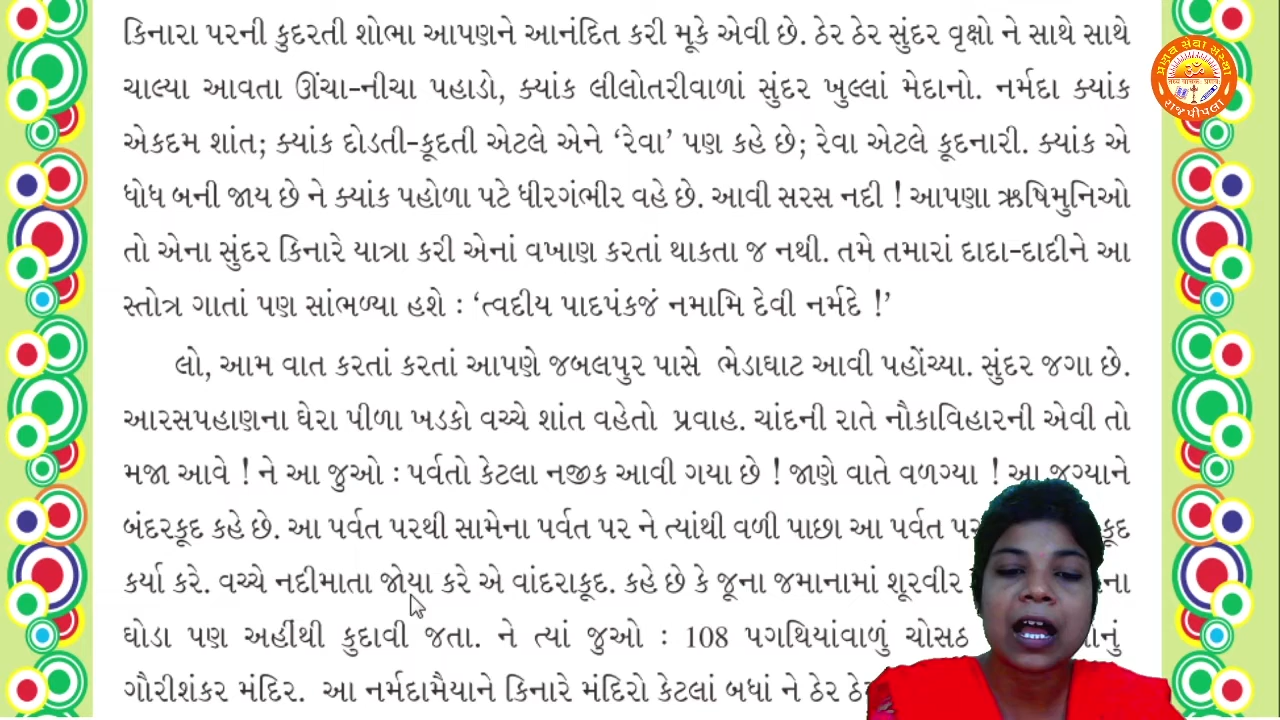 કિનારા પરની કુદરતી શોભા આપણને આનંદિત કરી મૂકે એવી છે. ઠેર ઠેર સુંદર વૃક્ષો ને સાથે સાથે
ચાલ્યા આવતા ઊંચા-નીચા પહાડો, ક્યાંક લીલોતરીવાળાં સુંદર ખુલ્લાં મેદાનો. નર્મદા ક્યાંક
એકદમ શાંત; ક્યાંક દોડતી-કૂદતી એટલે એને ‘રેવા’ પણ કહે છે; રેવા એટલે કૂદનારી. ક્યાંક એ
ધોધ બની જાય છે ને ક્યાંક પહોળા પટે ધીરગંભીર વહે છે. આવી સરસ નદી ! આપણા ઋષિમુનિઓ
તો એના સુંદર કિનારે યાત્રા કરી એનાં વખાણ કરતાં થાકતા જ નથી. તમે તમારાં દાદા-દાદીને આ
સ્તોત્ર ગાતાં પણ સાંભળ્યા હશે : ‘ત્વદીય પાદપંકજં નમામિ દેવી નર્મદે !’
લો, આમ વાત કરતાં કરતાં આપણે જબલપુર પાસે ભેડાઘાટ આવી પહોંચ્યા. સુંદર જગા છે.
આરસપહાણના ઘેરા પીળા ખડકો વચ્ચે શાંત વહેતો પ્રવાહ. ચાંદની રાતે નૌકાવિહારની એવી તો
મજા આવે ! ને આ જુઓ : પર્વતો કેટલા નજીક આવી ગયા છે ! જાણે વાતે વળગ્યા ! આ જગ્યાને
બંદરકૂદ કહે છે. આ પર્વત પરથી સામેના પર્વત પર ને ત્યાંથી વળી પાછા આ પર્વત પર
કર્યા કરે. વચ્ચે નદીમાતા જોયા કરે એ વાંદરાકૂદ. કહે છે કે જૂના જમાનામાં શૂરવીર
ઘોડા પણ અહીંથી કુદાવી જતા. ને ત્યાં જુઓ : 108 પગથિયાંવાળું ચોસઠ
ગૌરીશંકર મંદિર. આ નર્મદામૈયાને કિનારે મંદિરો કેટલાં બધાં ને ઠેર
પ્રણવ સેવા સંસ્થા
રાજપીપલા